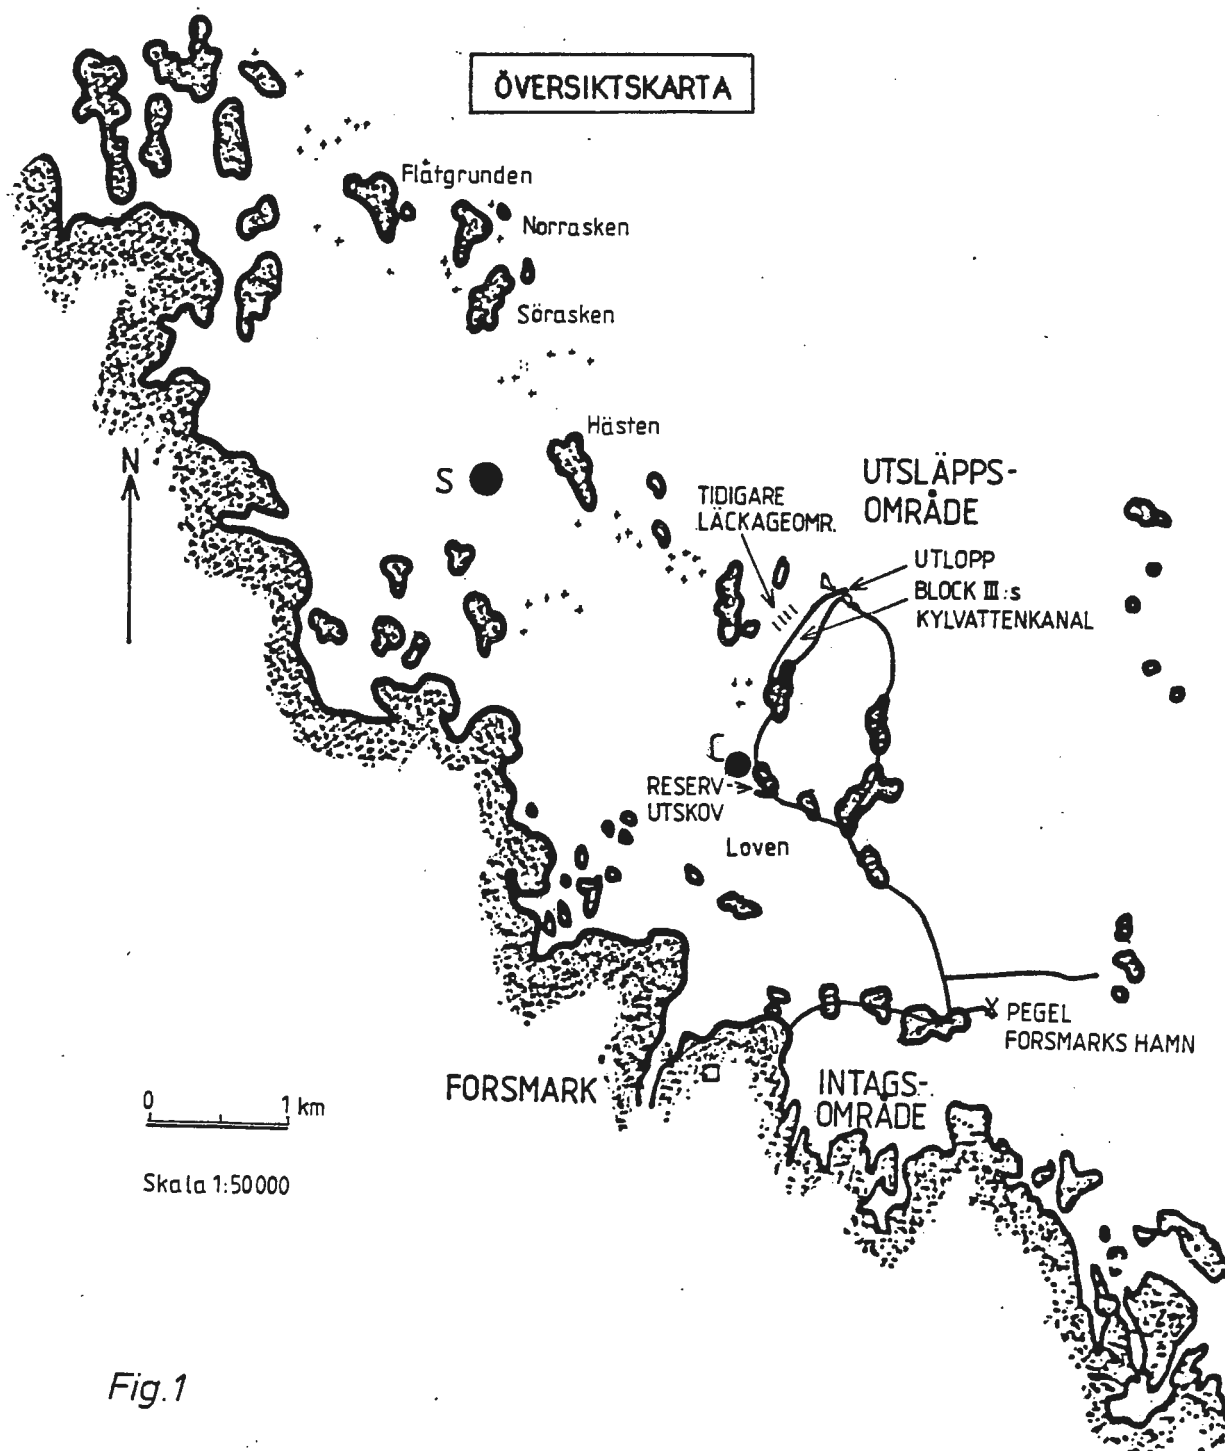 ÖVERSIKTSKARTA
Flåtgrunden
Norrasken
Sörasken
Hästen
N
S
UTSLÄPPS-
OMRÅDE
TIDIGARE
LÄCKAGEOMR.
UTLOPP
BLOCK III:s
KYLVATTENKANAL
C
RESERV-
UTSKOV
Loven
PEGEL
FORSMARKS HAMN
FORSMARK
INTAGS-
OMRÅDE
0 1 km
Skala 1:50000
Fig.1